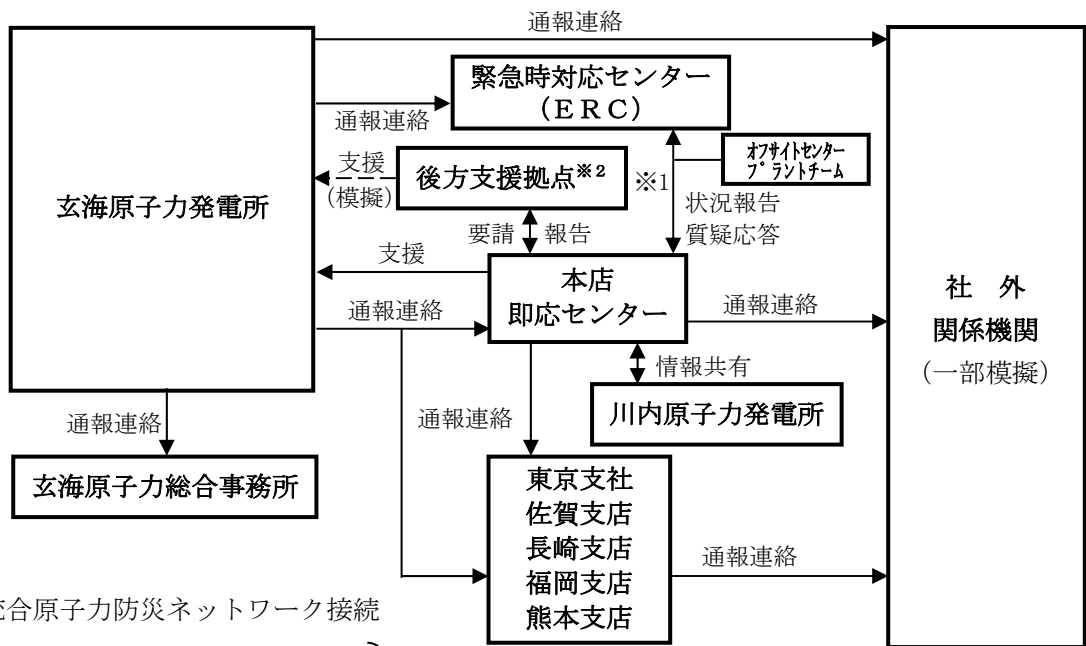 通報連絡
緊急時対応センター
(ERC)
通報連絡
オフサイトセンター
プラントチーム
玄海原子力発電所
支援
(模擬)
後方支援拠点※2
※1
状況報告
質疑応答
要請 報告
支援
本店
即応センター
通報連絡
通報連絡
社 外
関係機関
(一部模擬)
情報共有
川内原子力発電所
通報連絡
通報連絡
玄海原子力総合事務所
東京支社
佐賀支店
長崎支店
福岡支店
熊本支店
通報連絡
合原子力防災ネットワーク接続